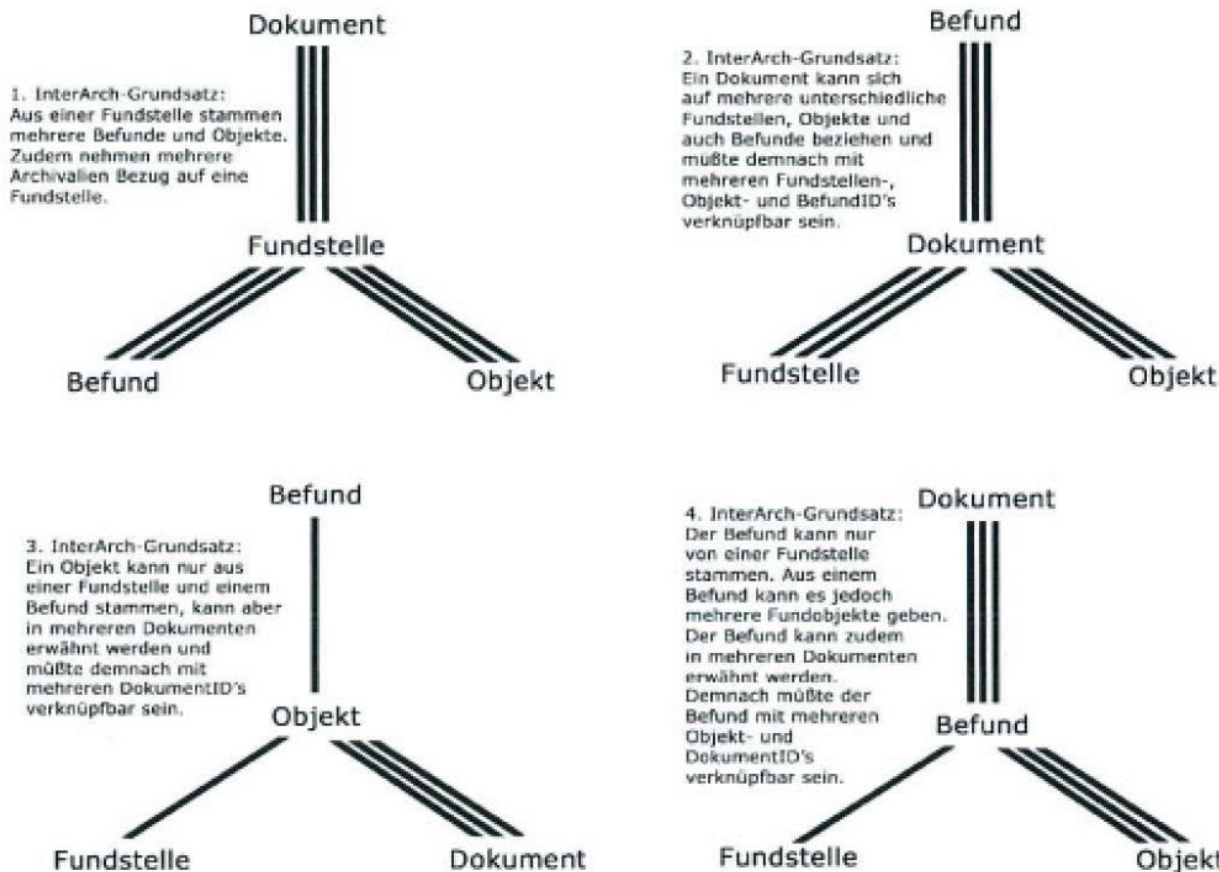 Dokument
1. InterArch-Grundsatz:
Aus einer Fundstelle stammen
mehrere Befunde und Objekte.
Zudem nehmen mehrere
Archivalien Bezug auf eine
Fundstelle.
Fundstelle
Befund
Objekt
Befund
2. InterArch-Grundsatz:
Ein Dokument kann sich
auf mehrere unterschiedliche
Fundstellen, Objekte und
auch Befunde beziehen und
müßte demnach mit
mehreren Fundstellen-,
Objekt- und BefundID's
verknüpfbar sein.
Dokument
Fundstelle
Objekt
Befund
3. InterArch-Grundsatz:
Ein Objekt kann nur aus
einer Fundstelle und einem
Befund stammen, kann aber
in mehreren Dokumenten
erwähnt werden und
müßte demnach mit
mehreren DokumentID's
verknüpfbar sein.
Objekt
Fundstelle
Dokument
Dokument
4. InterArch-Grundsatz:
Der Befund kann nur
von einer Fundstelle
stammen. Aus einem
Befund kann es jedoch
mehrere Fundobjekte geben.
Der Befund kann zudem
in mehreren Dokumenten
erwähnt werden.
Demnach müßte der
Befund mit mehreren
Objekt- und
DokumentID's
verknüpfbar sein.
Befund
Fundstelle
Objekt